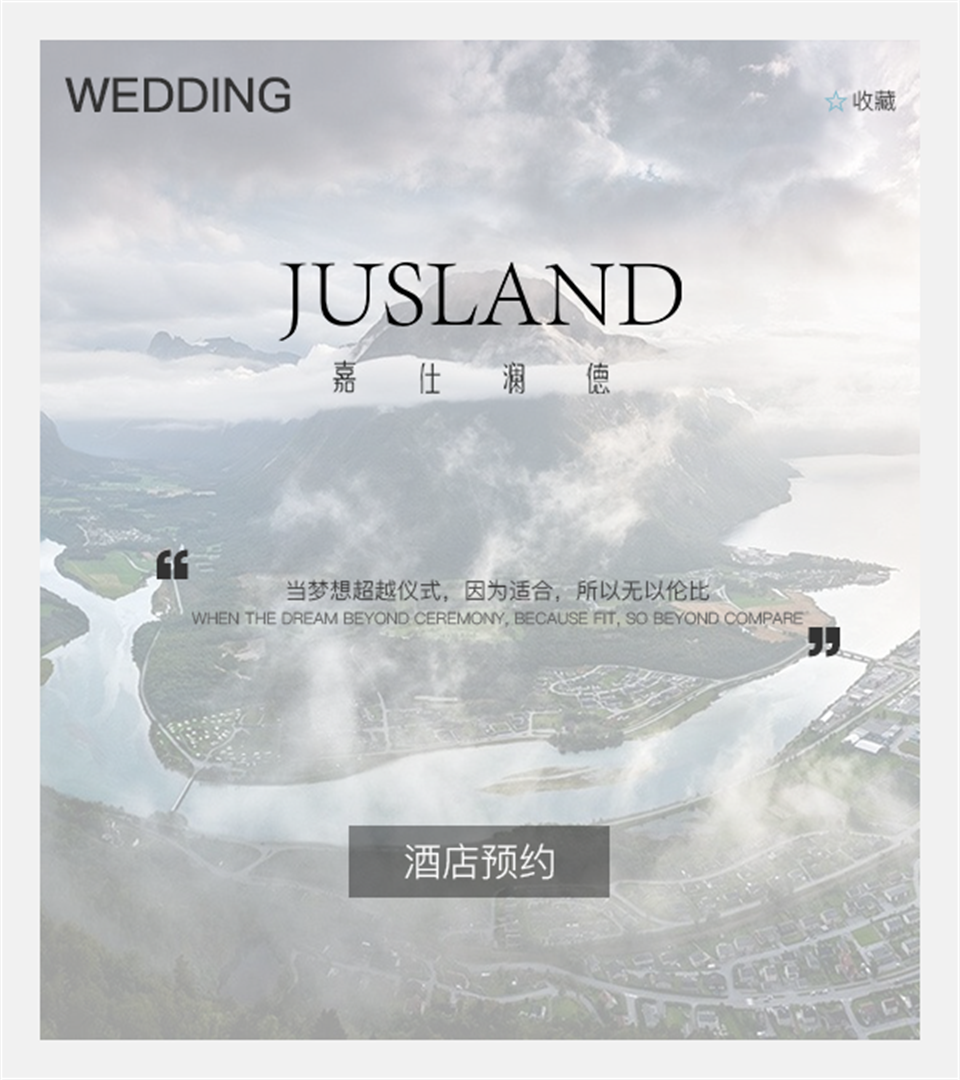 WEDDING
☆ 收藏
JUSLAND
嘉仕澜德
“
当梦想超越仪式，因为适合，所以无以伦比
WHEN THE DREAM BEYOND CEREMONY, BECAUSE FIT, SO BEYOND COMPARE
”
酒店预约